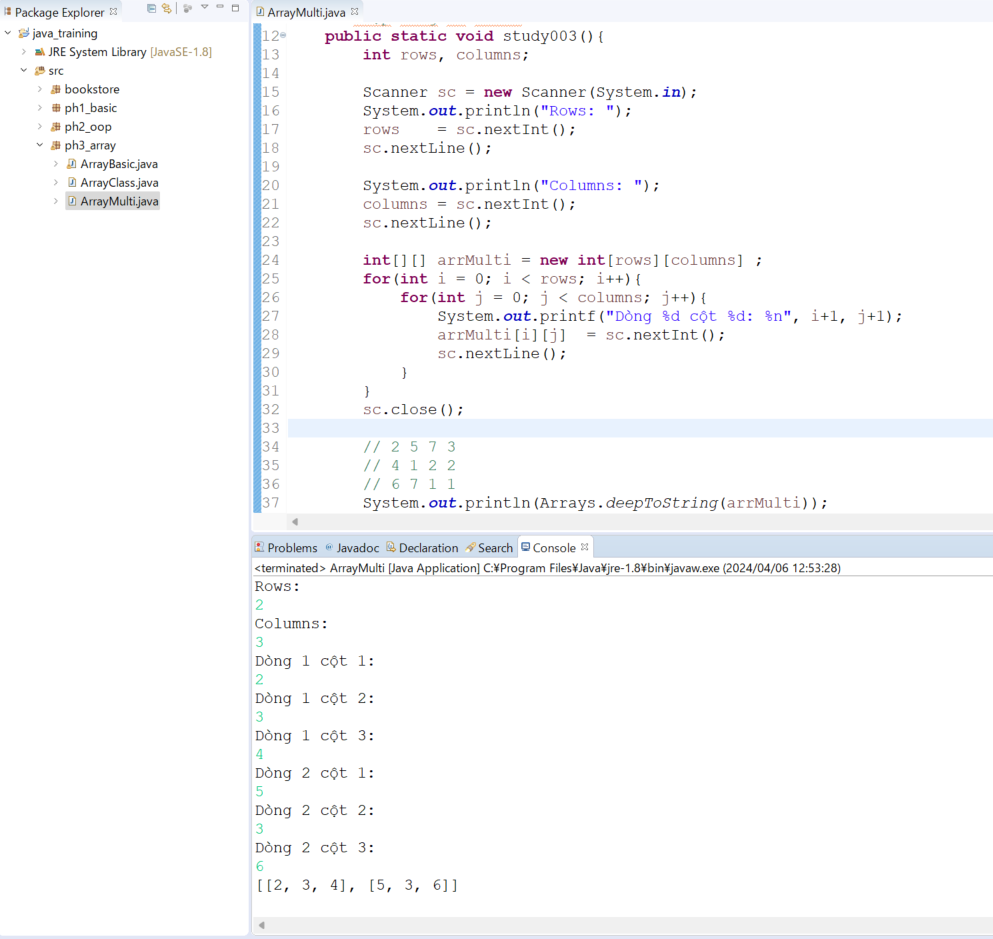 Package Explorer
java_training
JRE System Library [JavaSE-1.8]
src
bookstore
ph1_basic
ph2_oop
ph3_array
ArrayBasic.java
ArrayClass.java
ArrayMulti.java
ArrayMulti.java
12 public static void study003(){
13 int rows, columns;
14
15 Scanner sc = new Scanner(System.in);
16 System.out.println("Rows: ");
17 rows    = sc.nextInt();
18 sc.nextLine();
19
20 System.out.println("Columns: ");
21 columns = sc.nextInt();
22 sc.nextLine();
23
24 int[][] arrMulti = new int[rows][columns] ;
25 for(int i = 0; i < rows; i++){
26 for(int j = 0; j < columns; j++){
27 System.out.printf("Dòng %d cột %d: %n", i+1, j+1);
28 arrMulti[i][j]  = sc.nextInt();
29 sc.nextLine();
30 }
31 }
32 sc.close();
33
34 // 2 5 7 3
35 // 4 1 2 2
36 // 6 7 1 1
37 System.out.println(Arrays.deepToString(arrMulti));
Problems @ Javadoc Declaration Search Console
<terminated> ArrayMulti [Java Application] C:¥Program Files¥Java¥jre-1.8¥bin¥javaw.exe (2024/04/06 12:53:28)
Rows:
2
Columns:
3
Dòng 1 cột 1:
2
Dòng 1 cột 2:
3
Dòng 1 cột 3:
4
Dòng 2 cột 1:
5
Dòng 2 cột 2:
3
Dòng 2 cột 3:
6
[[2, 3, 4], [5, 3, 6]]